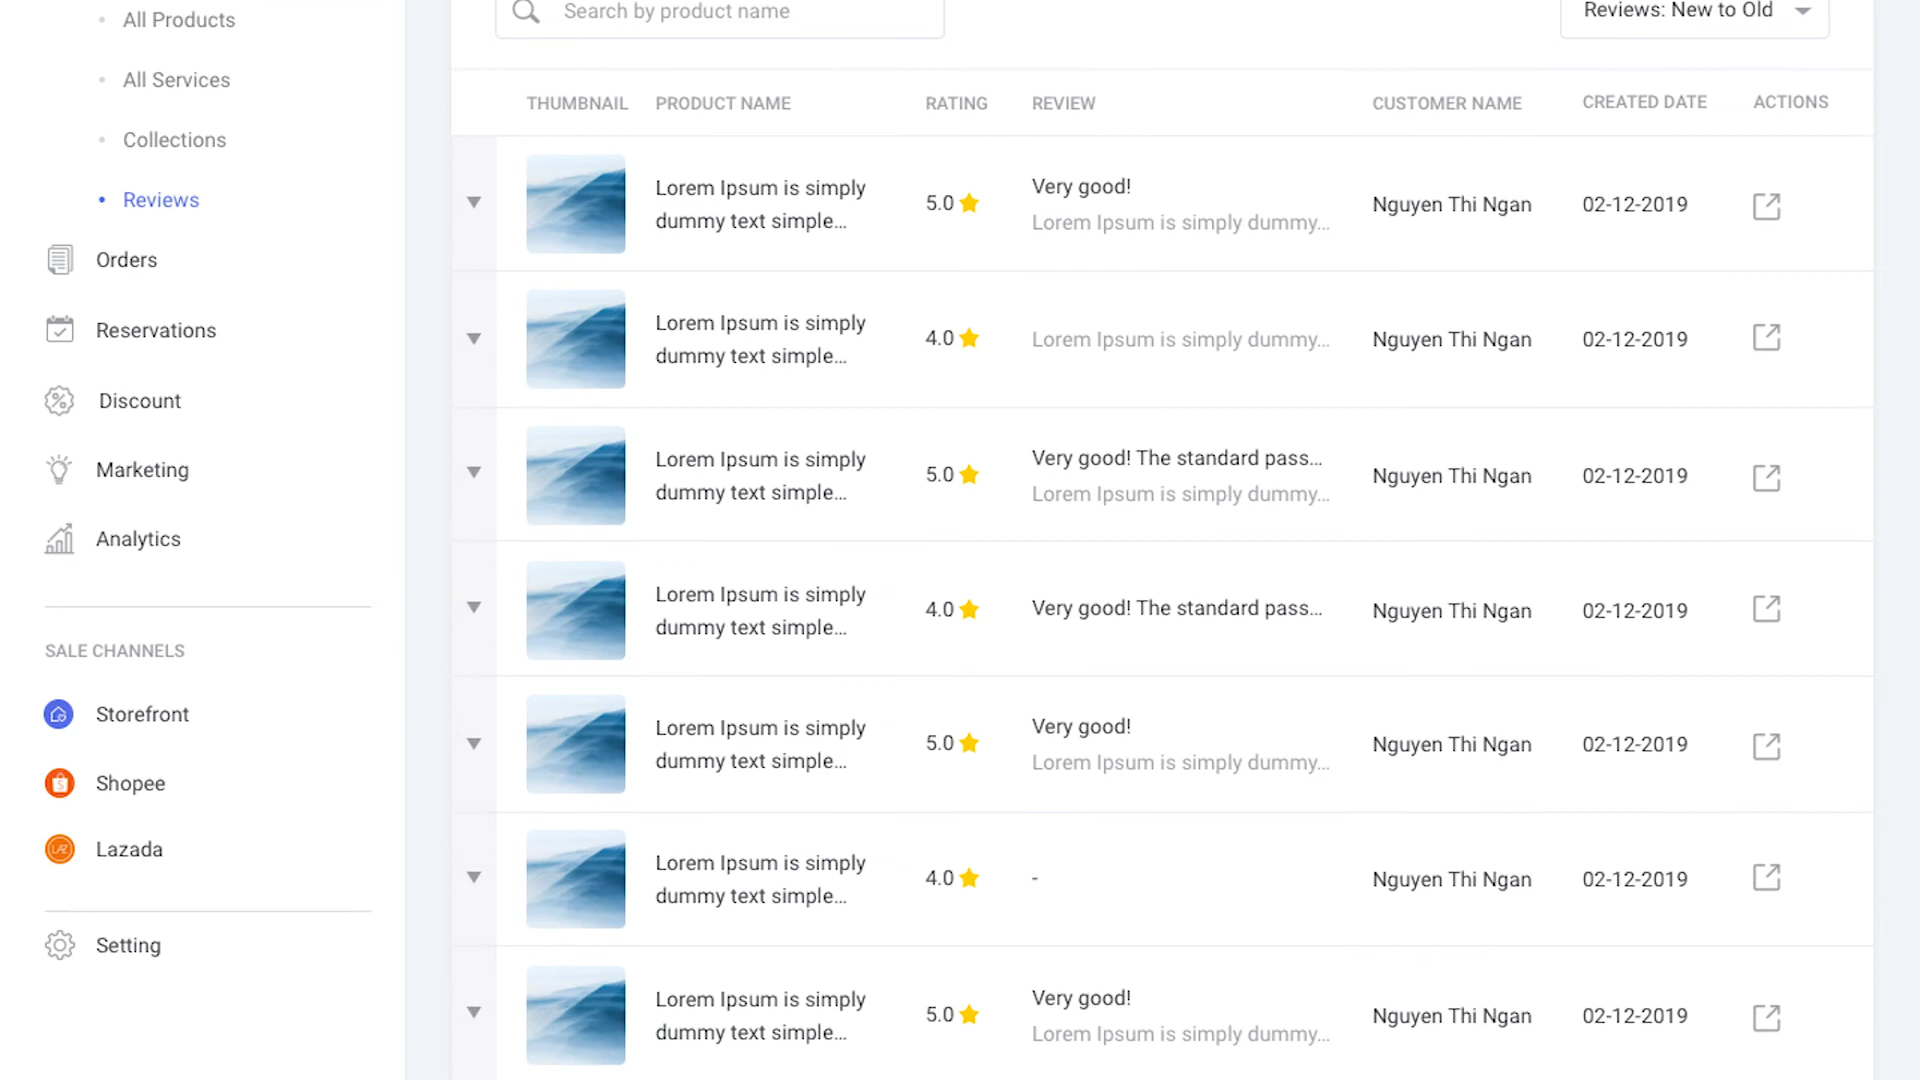 All Products
All Services
Collections
Reviews
Orders
Reservations
Discount
Marketing
Analytics
SALE CHANNELS
Storefront
Shopee
Lazada
Setting
Search by product name
Reviews: New to Old
THUMBNAIL PRODUCT NAME RATING REVIEW CUSTOMER NAME CREATED DATE ACTIONS
Lorem Ipsum is simply
dummy text simple...
5.0
Very good!
Lorem Ipsum is simply dummy...
Nguyen Thi Ngan
02-12-2019
Lorem Ipsum is simply
dummy text simple...
4.0
Lorem Ipsum is simply dummy...
Nguyen Thi Ngan
02-12-2019
Lorem Ipsum is simply
dummy text simple...
5.0
Very good! The standard pass...
Lorem Ipsum is simply dummy...
Nguyen Thi Ngan
02-12-2019
Lorem Ipsum is simply
dummy text simple...
4.0
Very good! The standard pass...
Nguyen Thi Ngan
02-12-2019
Lorem Ipsum is simply
dummy text simple...
5.0
Very good!
Lorem Ipsum is simply dummy...
Nguyen Thi Ngan
02-12-2019
Lorem Ipsum is simply
dummy text simple...
4.0
-
Nguyen Thi Ngan
02-12-2019
Lorem Ipsum is simply
dummy text simple...
5.0
Very good!
Lorem Ipsum is simply dummy...
Nguyen Thi Ngan
02-12-2019